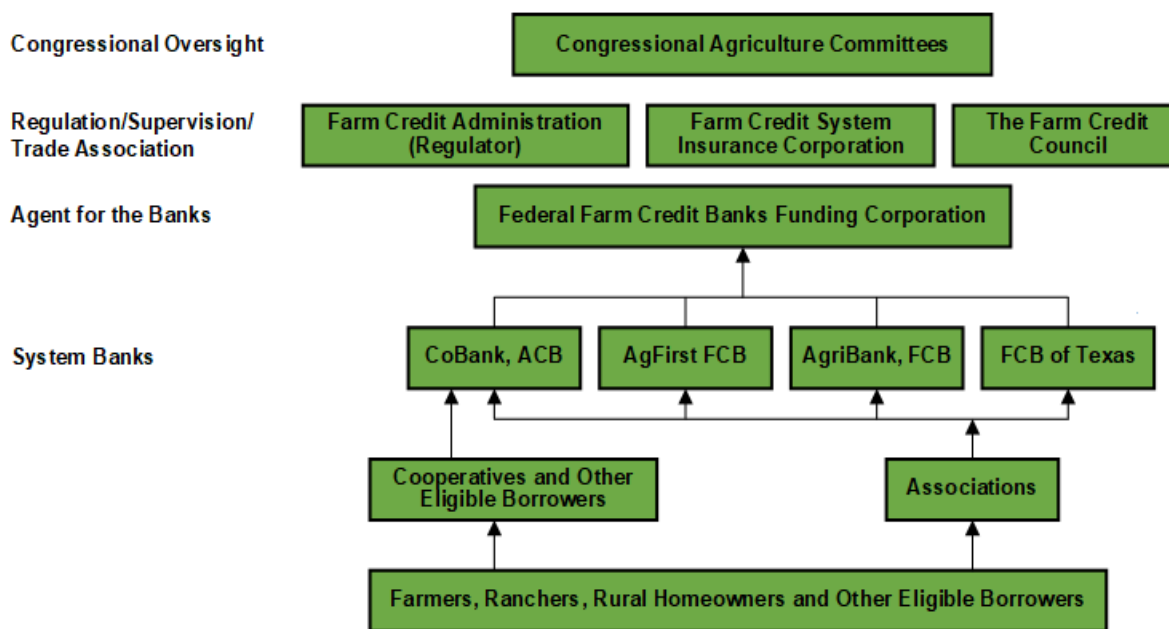 Congressional Oversight
Congressional Agriculture Committees
Regulation/Supervision/
Trade Association
Farm Credit Administration
(Regulator)
Farm Credit System
Insurance Corporation
The Farm Credit
Council
Agent for the Banks
Federal Farm Credit Banks Funding Corporation
System Banks
CoBank, ACB
AgFirst FCB
AgriBank, FCB
FCB of Texas
Cooperatives and Other
Eligible Borrowers
Associations
Farmers, Ranchers, Rural Homeowners and Other Eligible Borrowers